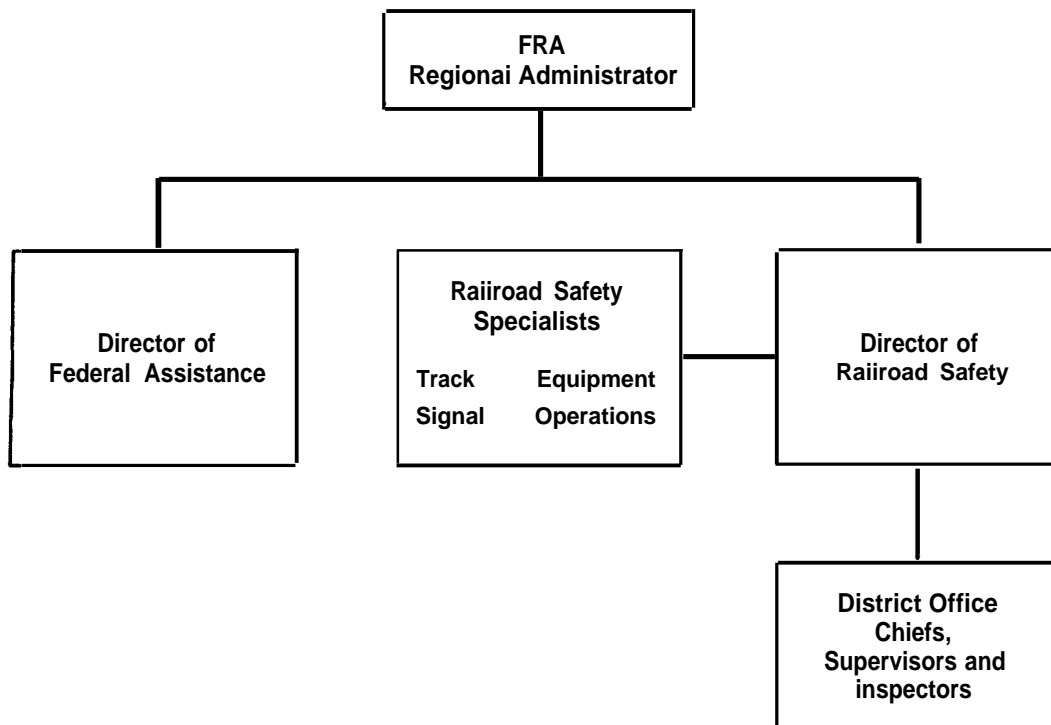 FRA
Regionai Administrator
Director of
Federal Assistance
Raiiroad Safety
Specialists
Track Equipment
Signal Operations
Director of
Raiiroad Safety
District Office
Chiefs,
Supervisors and
inspectors